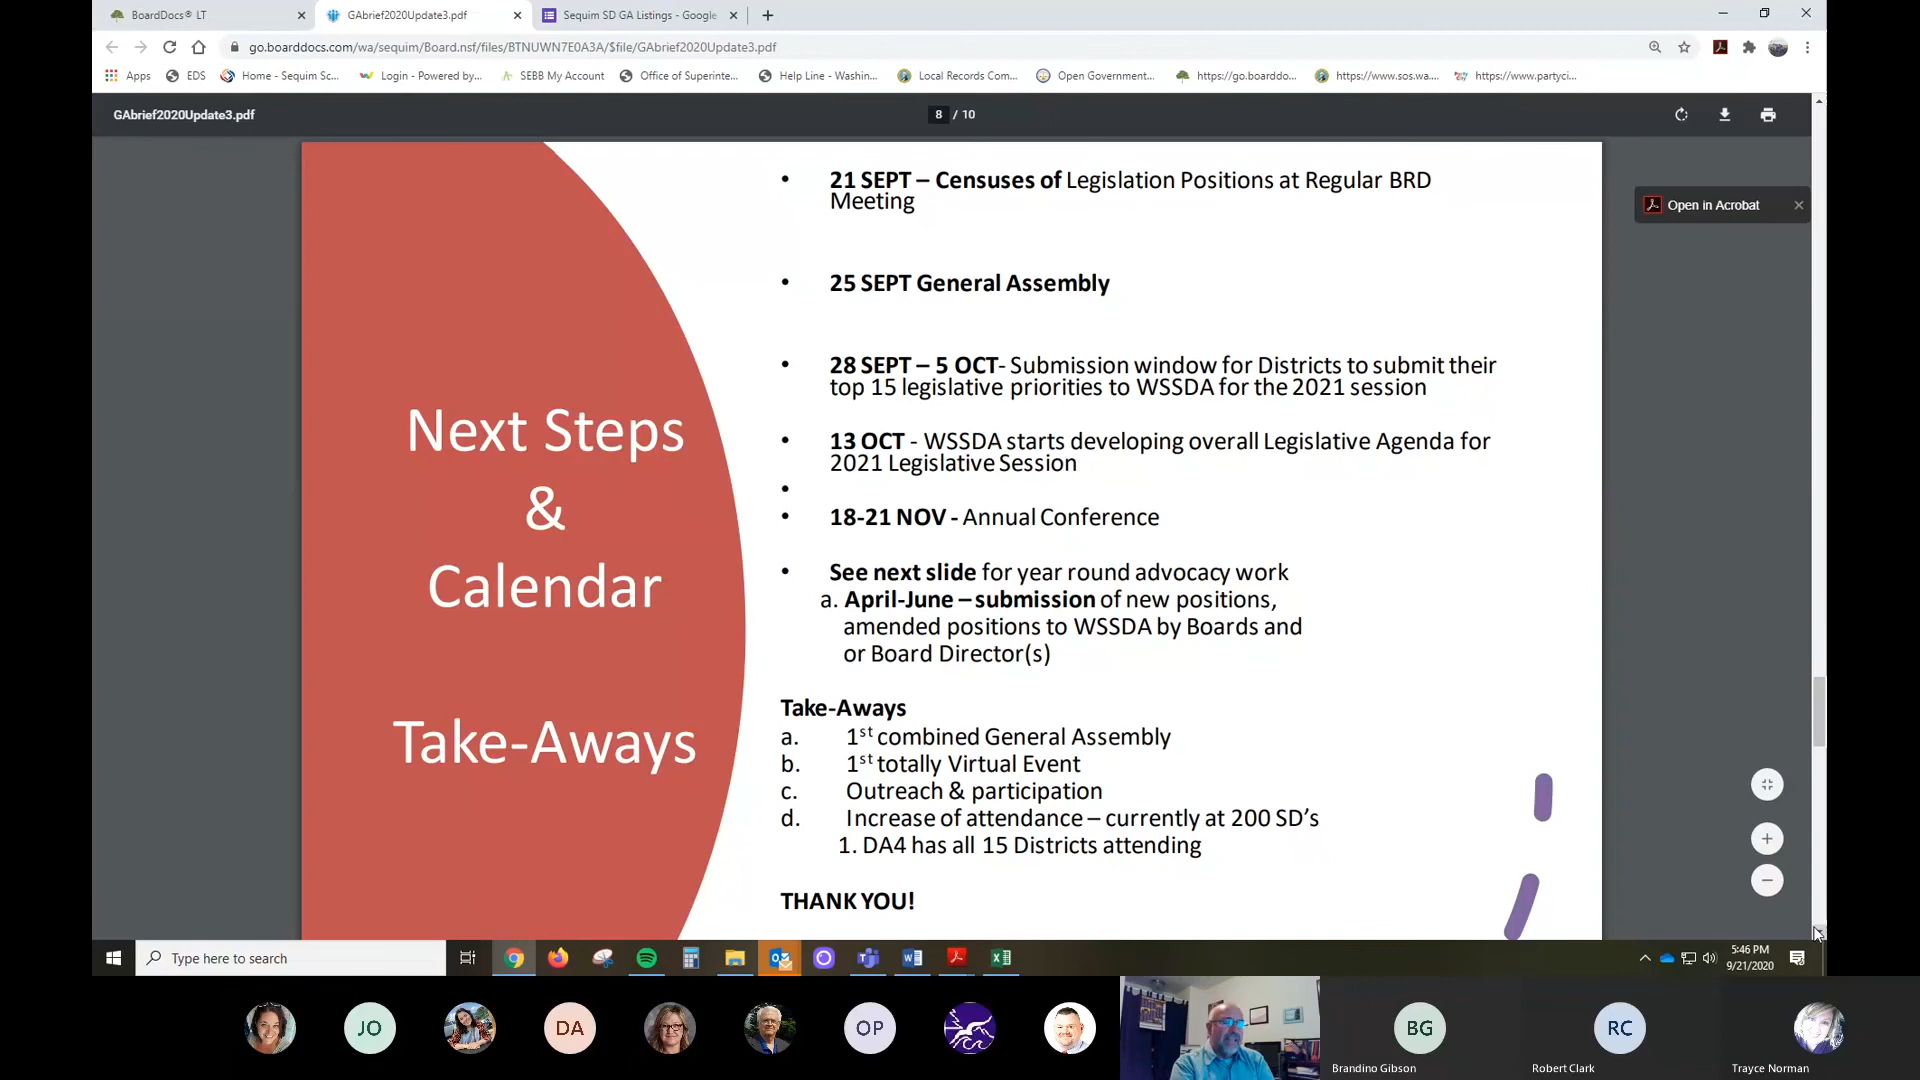 BoardDocs® LT
GAbrief2020Update3.pdf
Sequim SD GA Listings - Google
go.boarddocs.com/wa/sequim/Board.nsf/files/BTNUWN7E0A3A/$file/GAbrief2020Update3.pdf
Apps
EDS
Home - Sequim Sc...
Login - Powered by...
SEBB My Account
Office of Superinte...
Help Line - Washin...
Local Records Com...
Open Government...
https://go.boarddo...
https://www.sos.wa....
https://www.partyci...
GAbrief2020Update3.pdf
8 / 10
Open in Acrobat
Next Steps
&
Calendar
Take-Aways
• 21 SEPT – Censuses of Legislation Positions at Regular BRD
Meeting
• 25 SEPT General Assembly
• 28 SEPT – 5 OCT- Submission window for Districts to submit their
top 15 legislative priorities to WSSDA for the 2021 session
• 13 OCT - WSSDA starts developing overall Legislative Agenda for
2021 Legislative Session
•
• 18-21 NOV - Annual Conference
• See next slide for year round advocacy work
a. April-June – submission of new positions,
amended positions to WSSDA by Boards and
or Board Director(s)
Take-Aways
a. 1st combined General Assembly
b. 1st totally Virtual Event
c. Outreach & participation
d. Increase of attendance – currently at 200 SD's
1. DA4 has all 15 Districts attending
THANK YOU!
Type here to search
5:46 PM
9/21/2020
JO
DA
OP
BG
RC
Brandino Gibson
Robert Clark
Trayce Norman